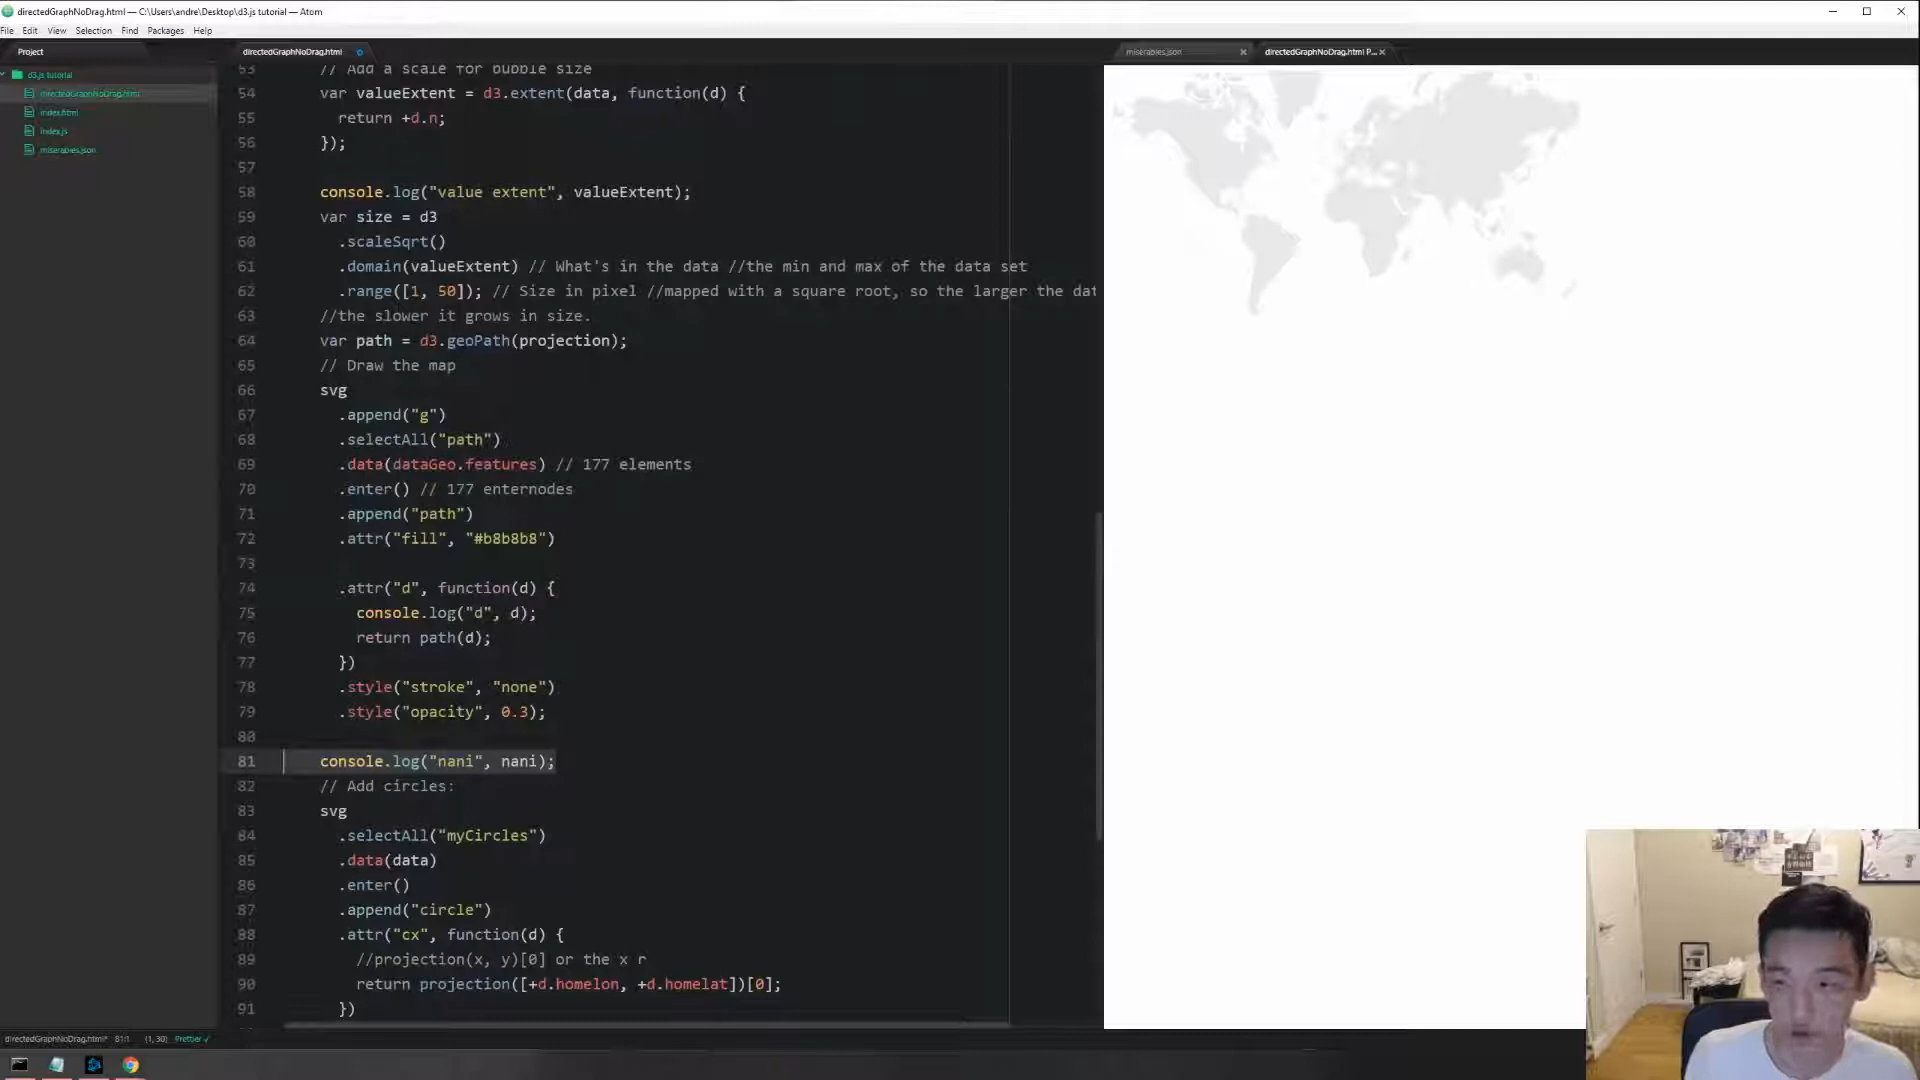 directedGraphNoDrag.html — C:\Users\andre\Desktop\d3.js tutorial — Atom
File Edit View Selection Find Packages Help
Project
directedGraphNoDrag.html
miserables.json
directedGraphNoDrag.html P...
d3.js tutorial
directedGraphNoDrag.html
index.html
index.js
miserables.json
53 // Add a scale for bubble size
54 var valueExtent = d3.extent(data, function(d) {
55 return +d.n;
56 });
57
58 console.log("value extent", valueExtent);
59 var size = d3
60 .scaleSqrt()
61 .domain(valueExtent) // What's in the data //the min and max of the data set
62 .range([1, 50]); // Size in pixel //mapped with a square root, so the larger the dat
63 //the slower it grows in size.
64 var path = d3.geoPath(projection);
65 // Draw the map
66 svg
67 .append("g")
68 .selectAll("path")
69 .data(dataGeo.features) // 177 elements
70 .enter() // 177 enternodes
71 .append("path")
72 .attr("fill", "#b8b8b8")
73
74 .attr("d", function(d) {
75 console.log("d", d);
76 return path(d);
77 })
78 .style("stroke", "none")
79 .style("opacity", 0.3);
80
81 console.log("nani", nani);
82 // Add circles:
83 svg
84 .selectAll("myCircles")
85 .data(data)
86 .enter()
87 .append("circle")
88 .attr("cx", function(d) {
89 //projection(x, y)[0] or the x r
90 return projection([+d.homelon, +d.homelat])[0];
91 })
directedGraphNoDrag.html* 81:1 (1, 30) Prettier ✓